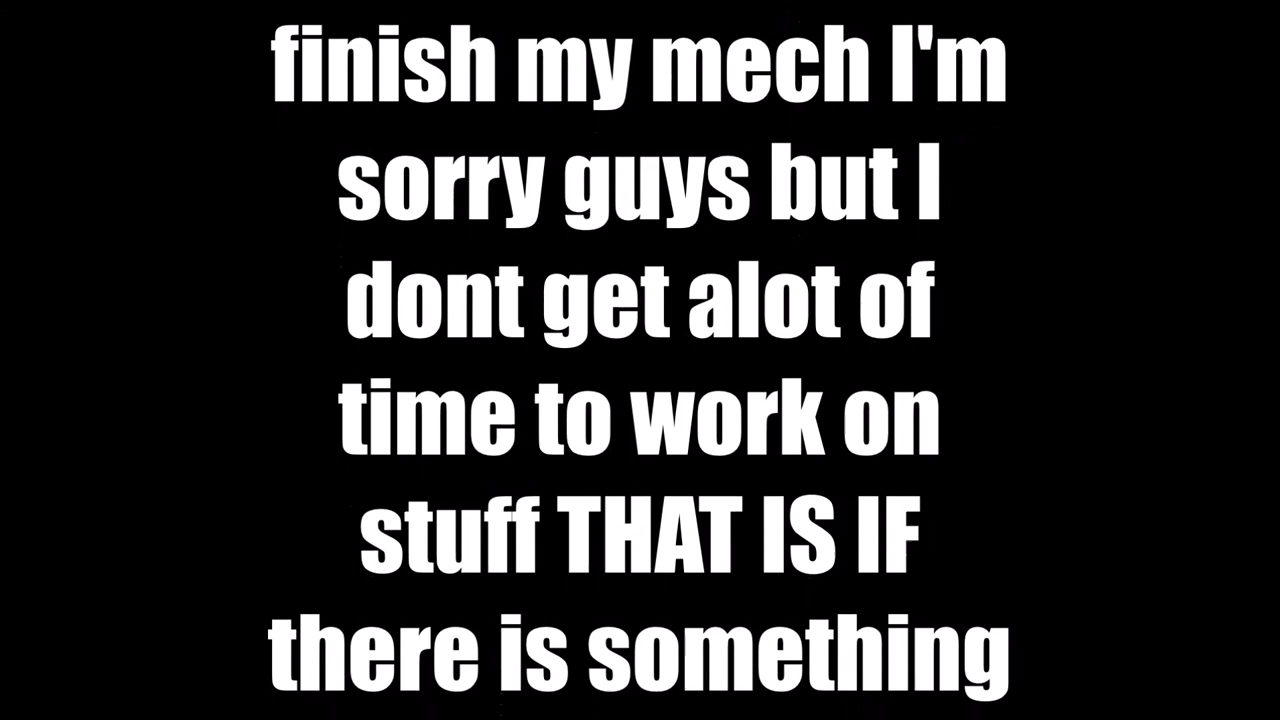 finish my mech I'm
sorry guys but I
dont get alot of
time to work on
stuff THAT IS IF
there is something